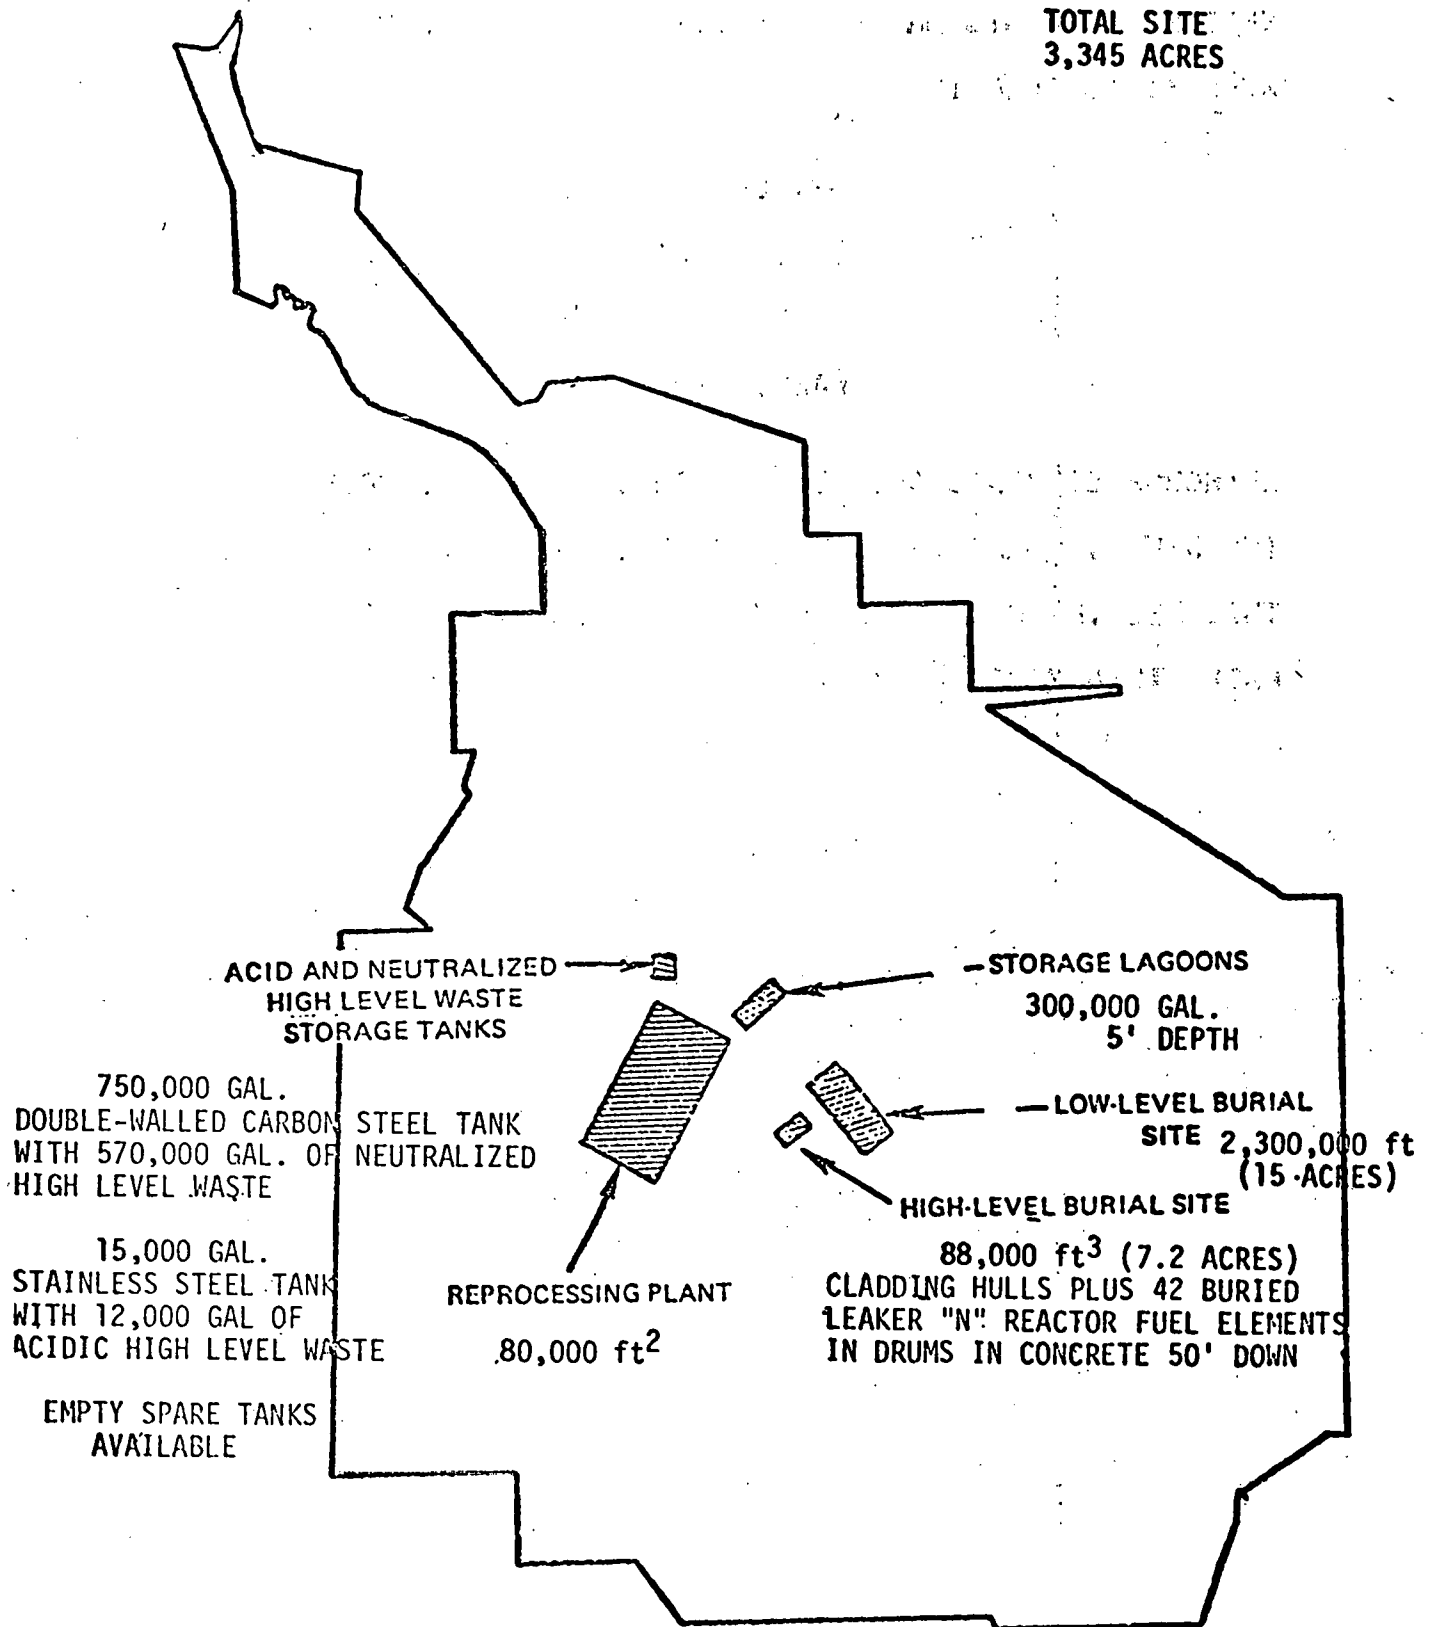 TOTAL SITE
3,345 ACRES
ACID AND NEUTRALIZED
HIGH LEVEL WASTE
STORAGE TANKS
750,000 GAL.
DOUBLE-WALLED CARBON STEEL TANK
WITH 570,000 GAL. OF NEUTRALIZED
HIGH LEVEL WASTE
15,000 GAL.
STAINLESS STEEL TANK
WITH 12,000 GAL OF
ACIDIC HIGH LEVEL WASTE
EMPTY SPARE TANKS
AVAILABLE
REPROCESSING PLANT
80,000 ft²
STORAGE LAGOONS
300,000 GAL.
5' DEPTH
LOW-LEVEL BURIAL
SITE 2,300,000 ft
(15 ACRES)
HIGH-LEVEL BURIAL SITE
88,000 ft³ (7.2 ACRES)
CLADDING HULLS PLUS 42 BURIED
LEAKER "N" REACTOR FUEL ELEMENTS
IN DRUMS IN CONCRETE 50' DOWN